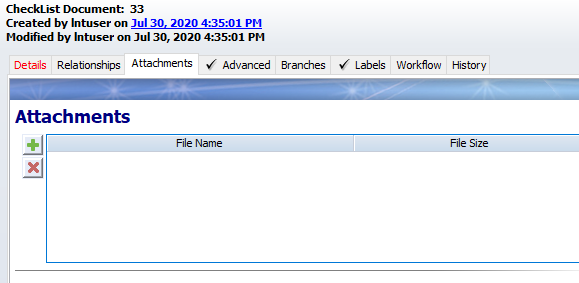 CheckList Document: 33
Created by lntuser on Jul 30, 2020 4:35:01 PM
Modified by lntuser on Jul 30, 2020 4:35:01 PM
Details Relationships Attachments Advanced Branches Labels Workflow History
Attachments
File Name File Size